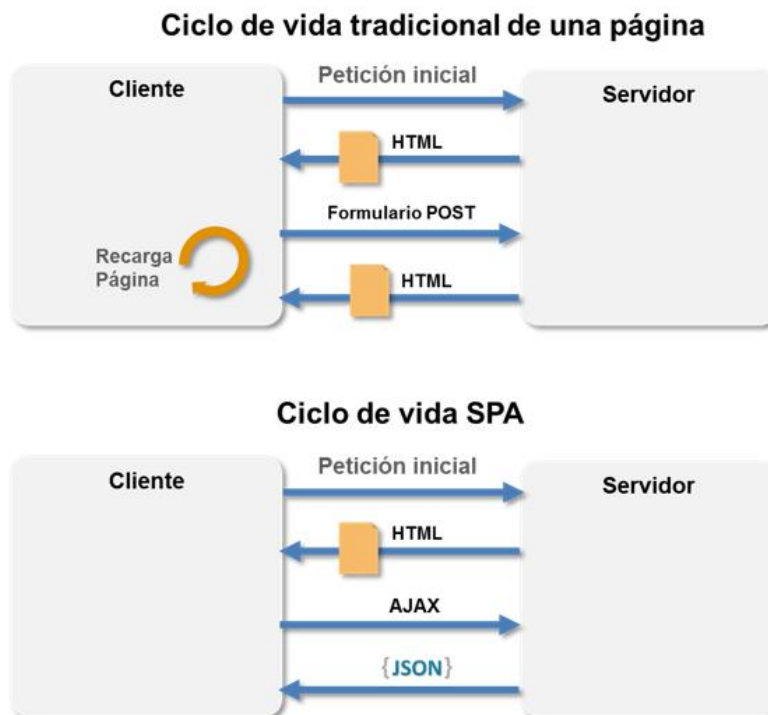 Ciclo de vida tradicional de una página
Cliente
Petición inicial
Servidor
HTML
Formulario POST
Recarga
Página
HTML
Ciclo de vida SPA
Cliente
Petición inicial
Servidor
HTML
AJAX
{JSON}